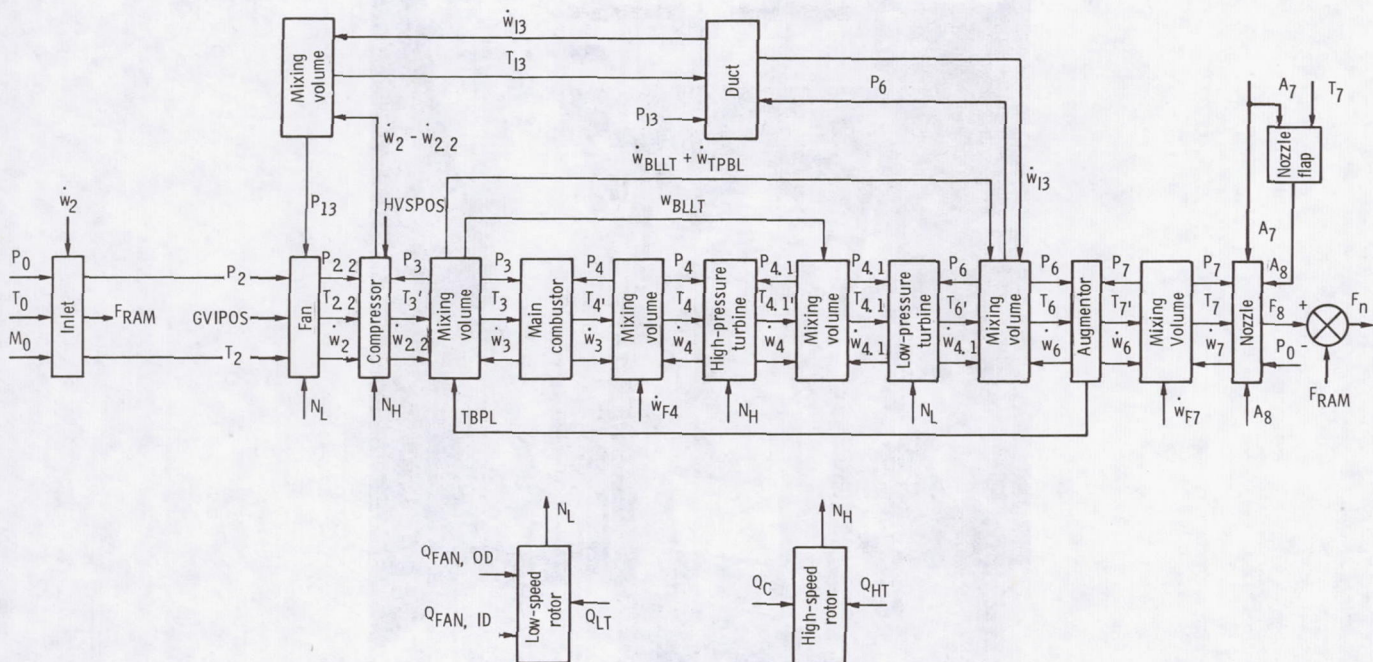 ẇ13
T13
Mixing volume
Duct
P6
P13
ẇ2 - ẇ2.2
ẇBLLT + ẇTPBL
wBLLT
ẇ13
A7
T7
Nozzle flap
A7
A8
ẇ2
P13
HVSPOS
P0
T0
M0
Inlet
FRAM
P2
GVIPOS
T2
Fan
P2.2
T2.2
ẇ2
Compressor
P3
T3'
ẇ2.2
Mixing volume
P3
T3
ẇ3
Main combustor
P4
T4'
ẇ3
Mixing volume
P4
T4
ẇ4
High-pressure turbine
P4.1
T4.1'
ẇ4
Mixing volume
P4.1
T4.1
ẇ4.1
Low-pressure turbine
P6
T6'
ẇ4.1
Mixing volume
P6
T6
ẇ6
Augmentor
P7
T7'
ẇ6
Mixing Volume
P7
T7
ẇ7
Nozzle
F8
P0
+
-
Fn
FRAM
NL
NH
TBPL
ẇF4
NH
NL
ẇF7
A8
NL
QFAN, OD
QFAN, ID
Low-speed rotor
QLT
NH
QC
High-speed rotor
QHT